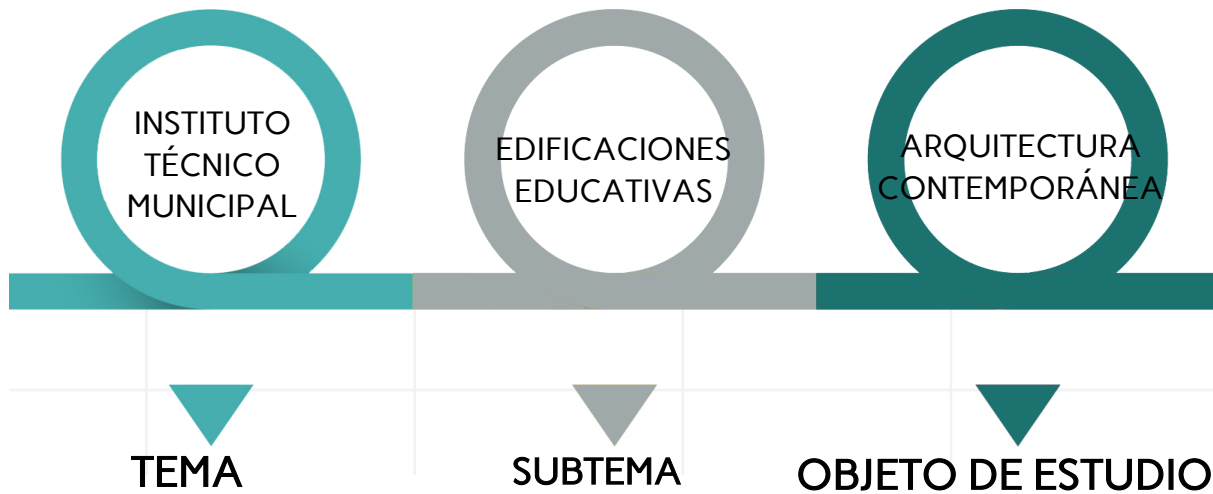 INSTITUTO
TÉCNICO
MUNICIPAL
EDIFICACIONES
EDUCATIVAS
ARQUITECTURA
CONTEMPORÁNEA
TEMA
SUBTEMA
OBJETO DE ESTUDIO